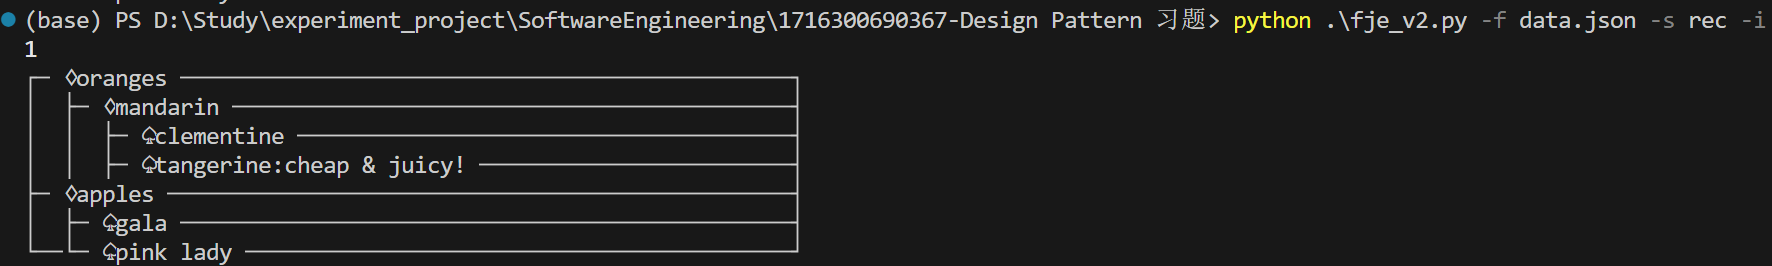 (base) PS D:\Study\experiment_project\SoftwareEngineering\1716300690367-Design Pattern 习题> python .\fje_v2.py -f data.json -s rec -i
1
┌─ ◊oranges ───────────────────────────────────────────────┐
│  ├─ ◊mandarin ───────────────────────────────────────────┤
│  │  ├─ ♤clementine ──────────────────────────────────────┤
│  │  ├─ ♤tangerine:cheap & juicy! ────────────────────────┤
├─ ◊apples ────────────────────────────────────────────────┤
│  ├─ ♤gala ───────────────────────────────────────────────┤
└──└─ ♤pink lady ──────────────────────────────────────────┘